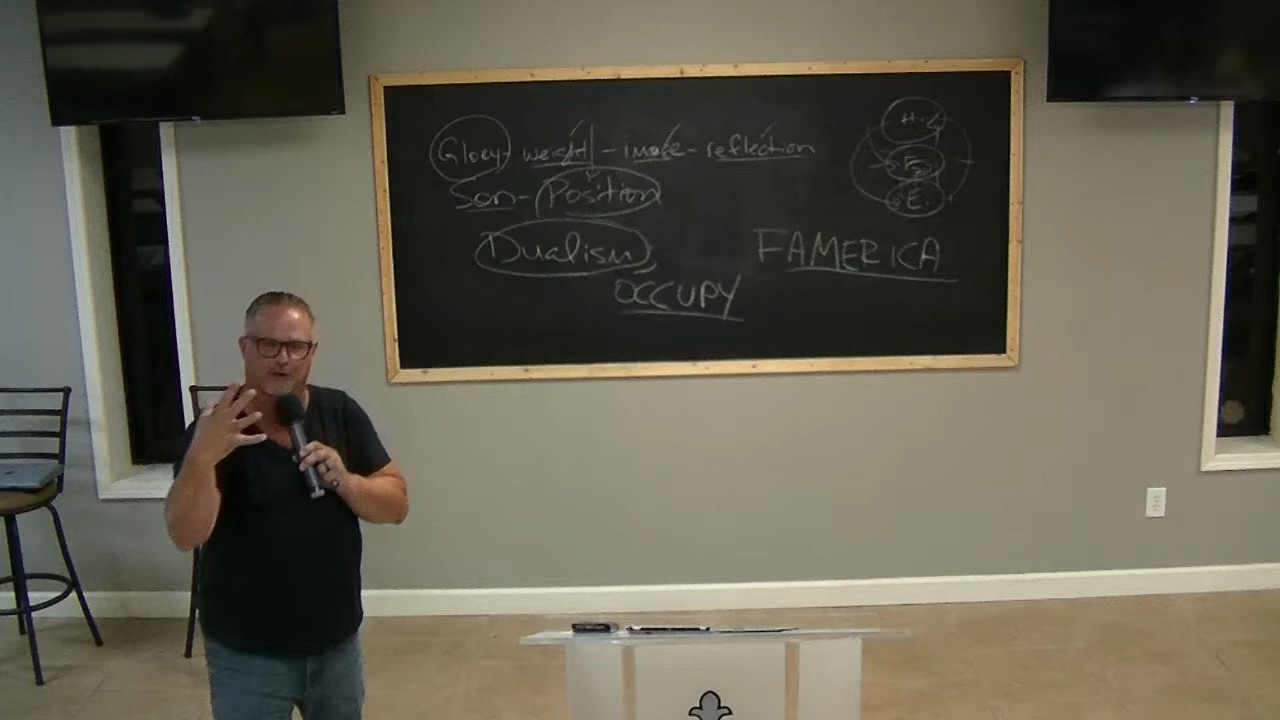 Glory weight - image - reflection
Son - Position
Dualism
FAMERICA
OCCUPY
E.